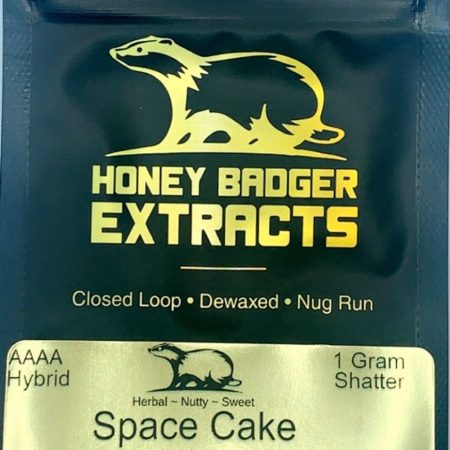 HONEY BADGER
EXTRACTS
Closed Loop • Dewaxed • Nug Run
AAAA
Hybrid
1 Gram
Shatter
Herbal ~ Nutty ~ Sweet
Space Cake